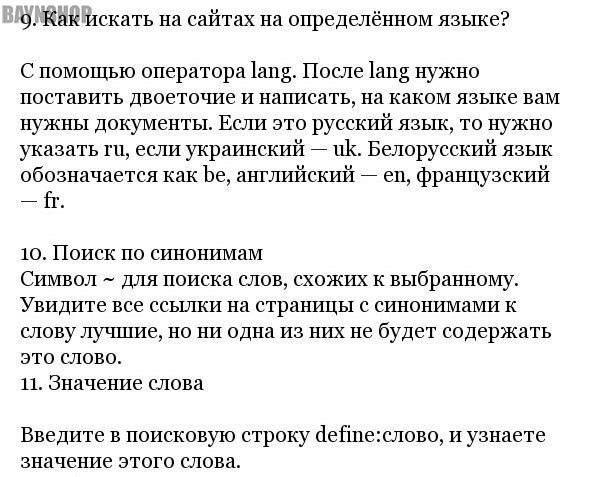 BAYNGHOP
9. Как искать на сайтах на определённом языке?
С помощью оператора lang. После lang нужно
поставить двоеточие и написать, на каком языке вам
нужны документы. Если это русский язык, то нужно
указать ru, если украинский — uk. Белорусский язык
обозначается как be, английский — en, французский
— fr.
10. Поиск по синонимам
Символ ~ для поиска слов, схожих к выбранному.
Увидите все ссылки на страницы с синонимами к
слову лучшие, но ни одна из них не будет содержать
это слово.
11. Значение слова
Введите в поисковую строку define:слово, и узнаете
значение этого слова.